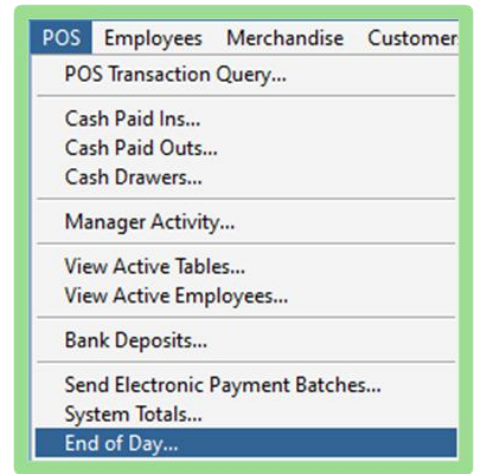 POS Employees Merchandise Customer
POS Transaction Query...
Cash Paid Ins...
Cash Paid Outs...
Cash Drawers...
Manager Activity...
View Active Tables...
View Active Employees...
Bank Deposits...
Send Electronic Payment Batches...
System Totals...
End of Day...